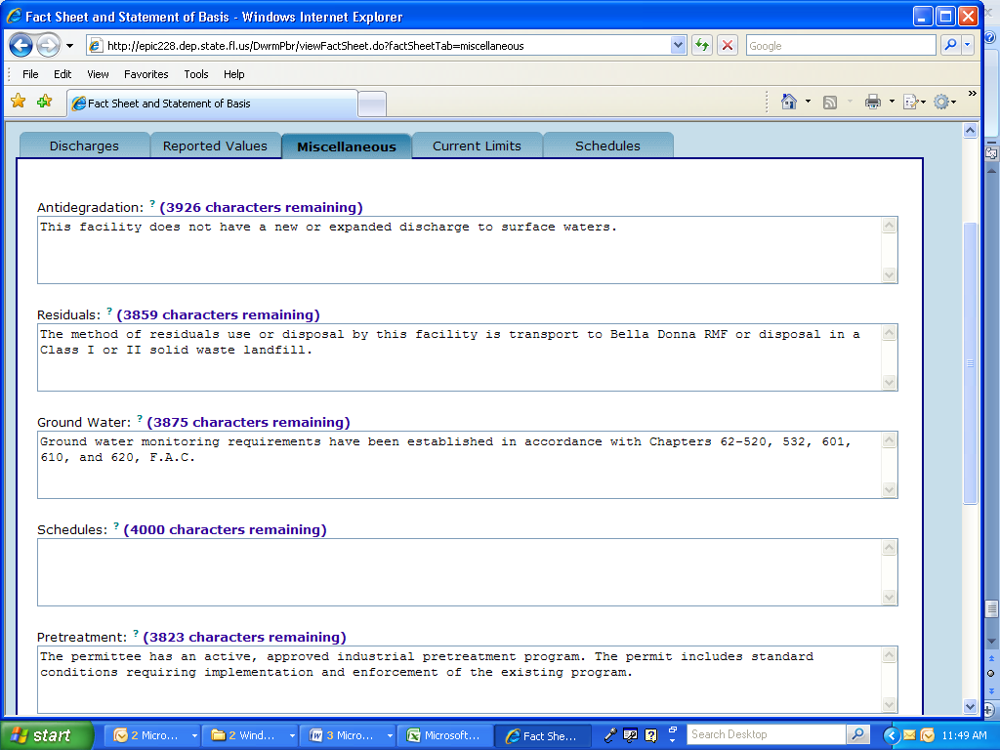 Fact Sheet and Statement of Basis - Windows Internet Explorer
http://epic228.dep.state.fl.us/DwrmPbr/viewFactSheet.do?factSheetTab=miscellaneous
Google
File Edit View Favorites Tools Help
Fact Sheet and Statement of Basis
Discharges Reported Values Miscellaneous Current Limits Schedules
Antidegradation: ? (3926 characters remaining)
This facility does not have a new or expanded discharge to surface waters.
Residuals: ? (3859 characters remaining)
The method of residuals use or disposal by this facility is transport to Bella Donna RMF or disposal in a
Class I or II solid waste landfill.
Ground Water: ? (3875 characters remaining)
Ground water monitoring requirements have been established in accordance with Chapters 62-520, 532, 601,
610, and 620, F.A.C.
Schedules: ? (4000 characters remaining)
Pretreatment: ? (3823 characters remaining)
The permittee has an active, approved industrial pretreatment program. The permit includes standard
conditions requiring implementation and enforcement of the existing program.
start 2 Micro... 2 Wind... 3 Micro... Microsoft... Fact She... Search Desktop 11:49 AM